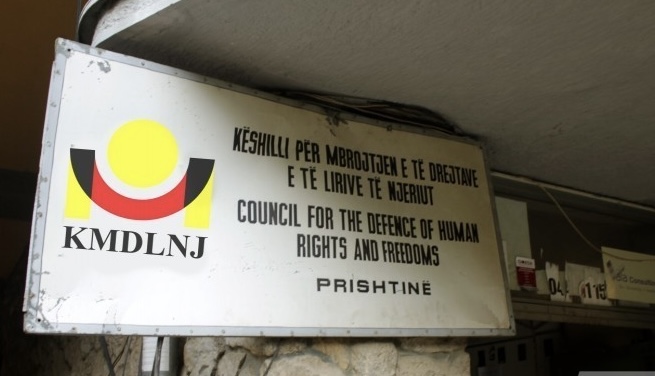 KMDLNJ
KËSHILLI PËR MBROJTJEN E TË DREJTAVE
E TË LIRIVE TË NJERIUT
COUNCIL FOR THE DEFENCE OF HUMAN
RIGHTS AND FREEDOMS
PRISHTINË
04